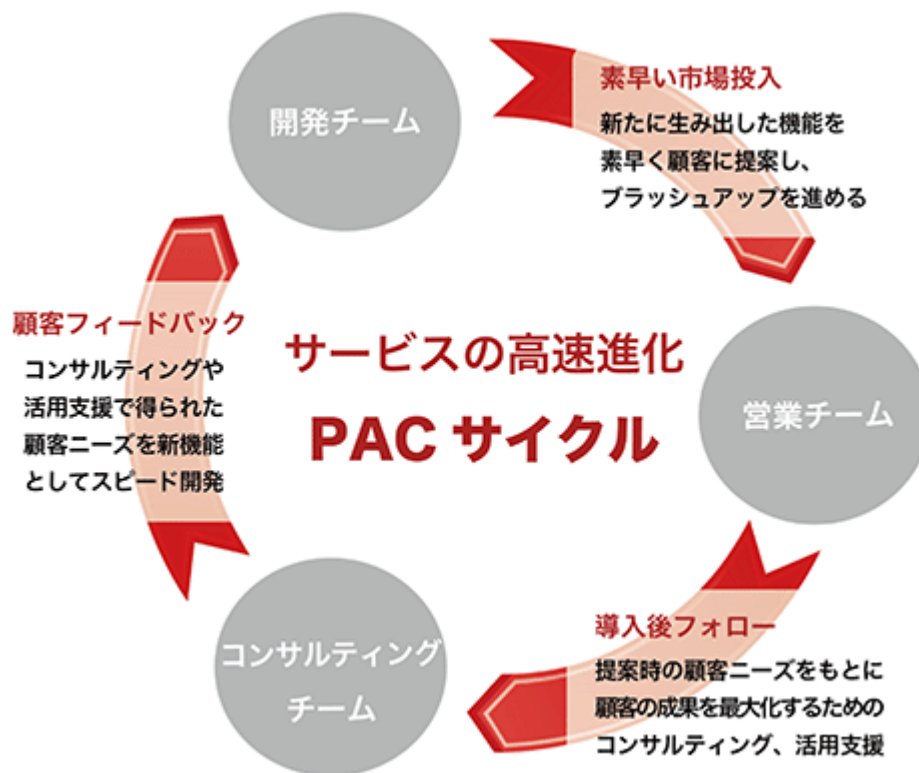 開発チーム
素早い市場投入
新たに生み出した機能を
素早く顧客に提案し、
ブラッシュアップを進める
サービスの高速進化
PAC サイクル
営業チーム
導入後フォロー
提案時の顧客ニーズをもとに
顧客の成果を最大化するための
コンサルティング、活用支援
コンサルティング
チーム
顧客フィードバック
コンサルティングや
活用支援で得られた
顧客ニーズを新機能
としてスピード開発